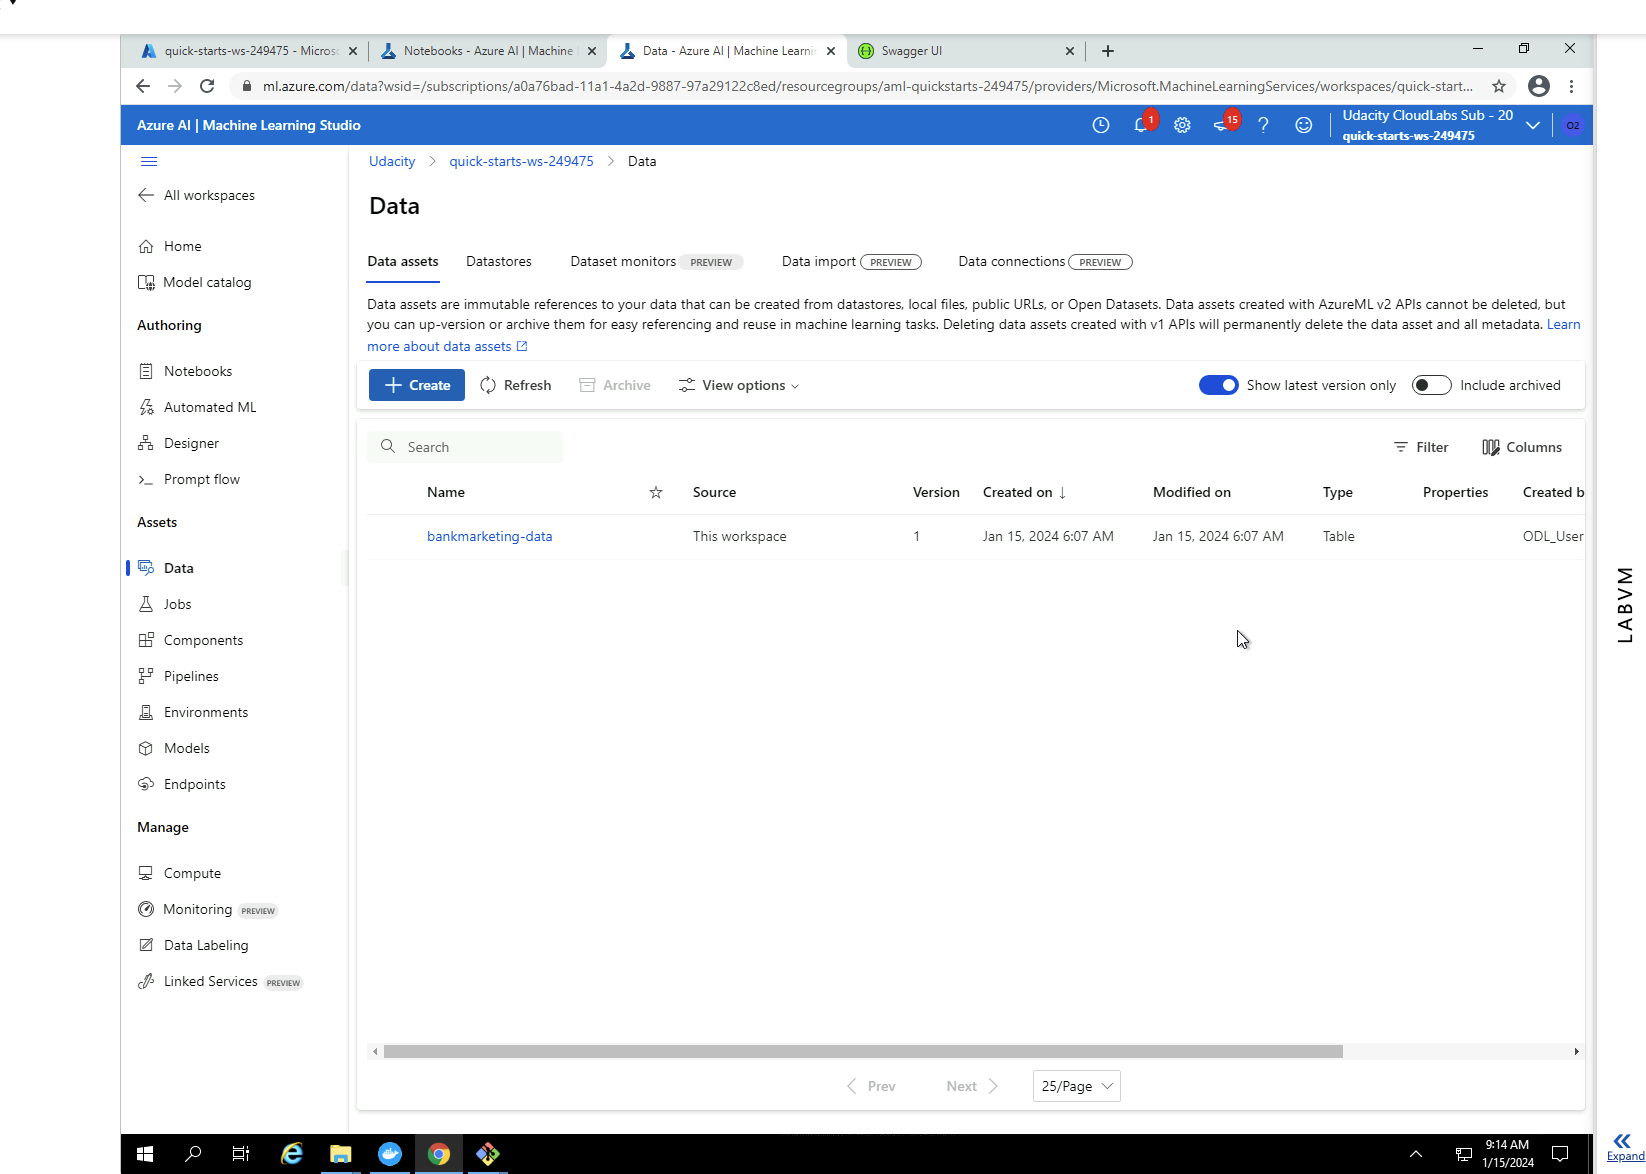 quick-starts-ws-249475 - Micros
Notebooks - Azure AI | Machine
Data - Azure AI | Machine Learni
Swagger UI
ml.azure.com/data?wsid=/subscriptions/a0a76bad-11a1-4a2d-9887-97a29122c8ed/resourcegroups/aml-quickstarts-249475/providers/Microsoft.MachineLearningServices/workspaces/quick-start...
Azure AI | Machine Learning Studio
1
15
Udacity CloudLabs Sub - 20
quick-starts-ws-249475
O2
All workspaces
Home
Model catalog
Authoring
Notebooks
Automated ML
Designer
Prompt flow
Assets
Data
Jobs
Components
Pipelines
Environments
Models
Endpoints
Manage
Compute
Monitoring PREVIEW
Data Labeling
Linked Services PREVIEW
Udacity > quick-starts-ws-249475 > Data
Data
Data assets
Datastores
Dataset monitors PREVIEW
Data import PREVIEW
Data connections PREVIEW
Data assets are immutable references to your data that can be created from datastores, local files, public URLs, or Open Datasets. Data assets created with AzureML v2 APIs cannot be deleted, but
you can up-version or archive them for easy referencing and reuse in machine learning tasks. Deleting data assets created with v1 APIs will permanently delete the data asset and all metadata. Learn
more about data assets
Create
Refresh
Archive
View options
Show latest version only
Include archived
Search
Filter
Columns
Name Source Version Created on ↓ Modified on Type Properties Created b
bankmarketing-data This workspace 1 Jan 15, 2024 6:07 AM Jan 15, 2024 6:07 AM Table ODL_User
Prev
Next
25/Page
9:14 AM
1/15/2024
LABVM
Expand